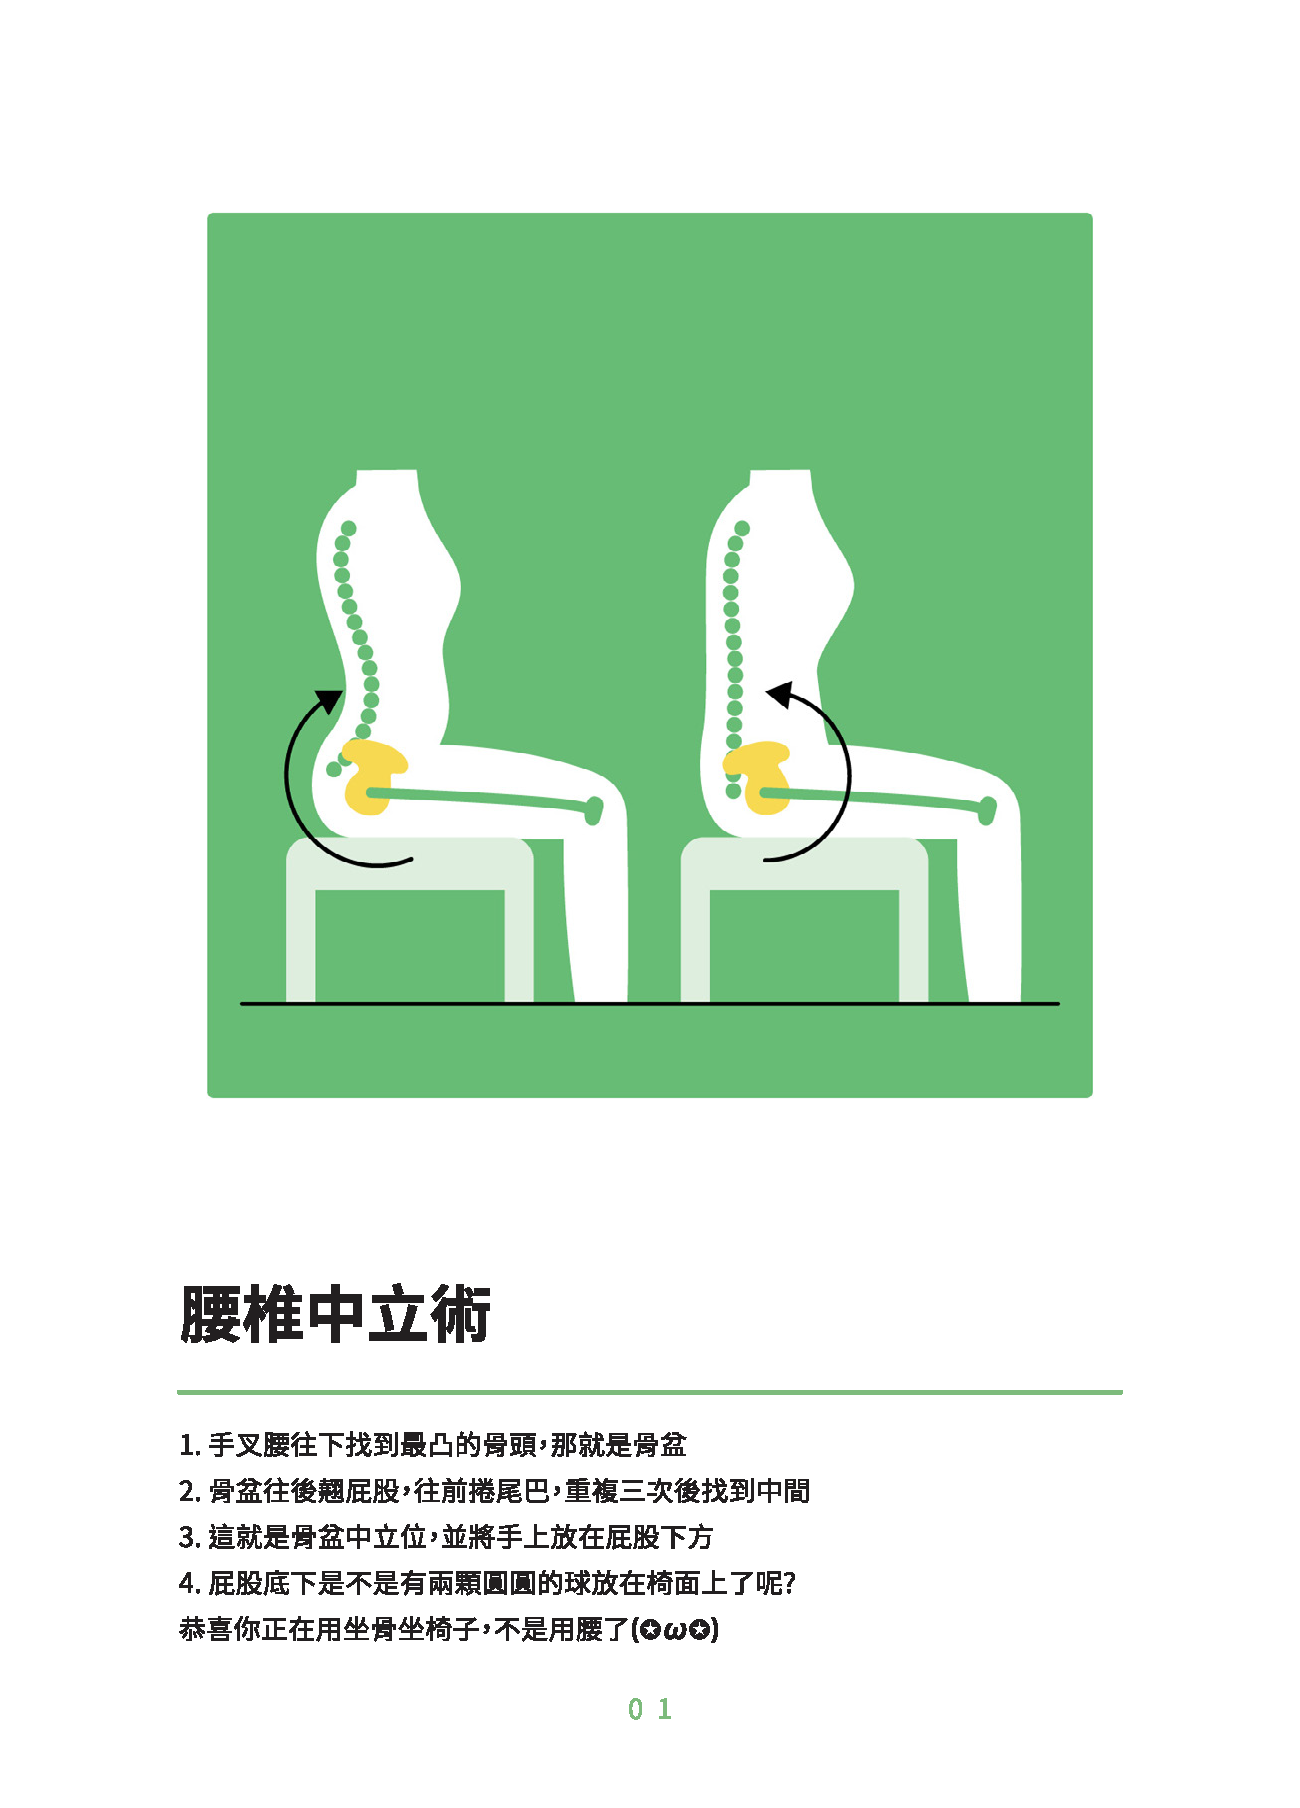 腰椎中立術
1. 手叉腰往下找到最凸的骨頭，那就是骨盆
2. 骨盆往後翹屁股，往前捲尾巴，重複三次後找到中間
3. 這就是骨盆中立位，並將手上放在屁股下方
4. 屁股底下是不是有兩顆圓圓的球放在椅面上了呢?
恭喜你正在用坐骨坐椅子，不是用腰了(✪ω✪)
01